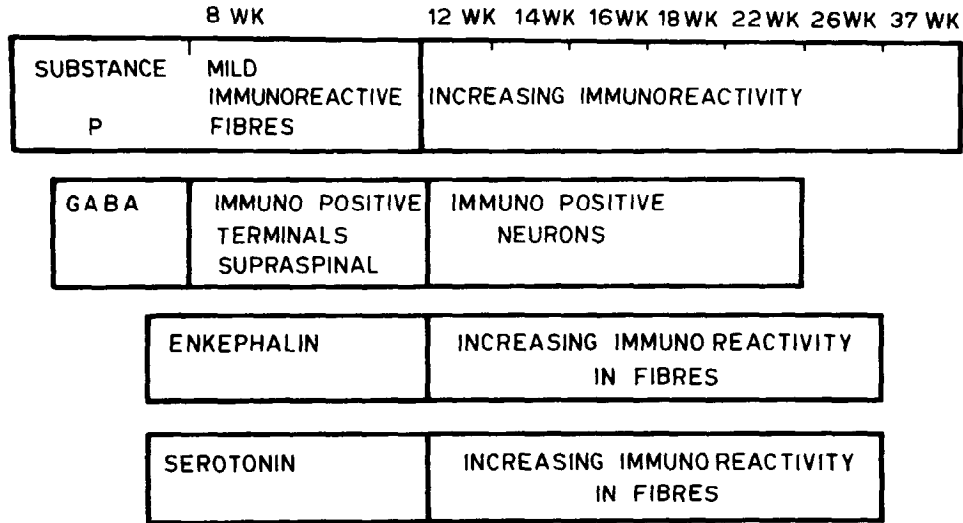 8 WK 12 WK 14WK 16WK 18WK 22WK 26WK 37 WK
SUBSTANCE
P
MILD
IMMUNOREACTIVE
FIBRES
INCREASING IMMUNOREACTIVITY
GABA
IMMUNO POSITIVE
TERMINALS
SUPRASPINAL
IMMUNO POSITIVE
NEURONS
ENKEPHALIN
INCREASING IMMUNO REACTIVITY
IN FIBRES
SEROTONIN
INCREASING IMMUNO REACTIVITY
IN FIBRES